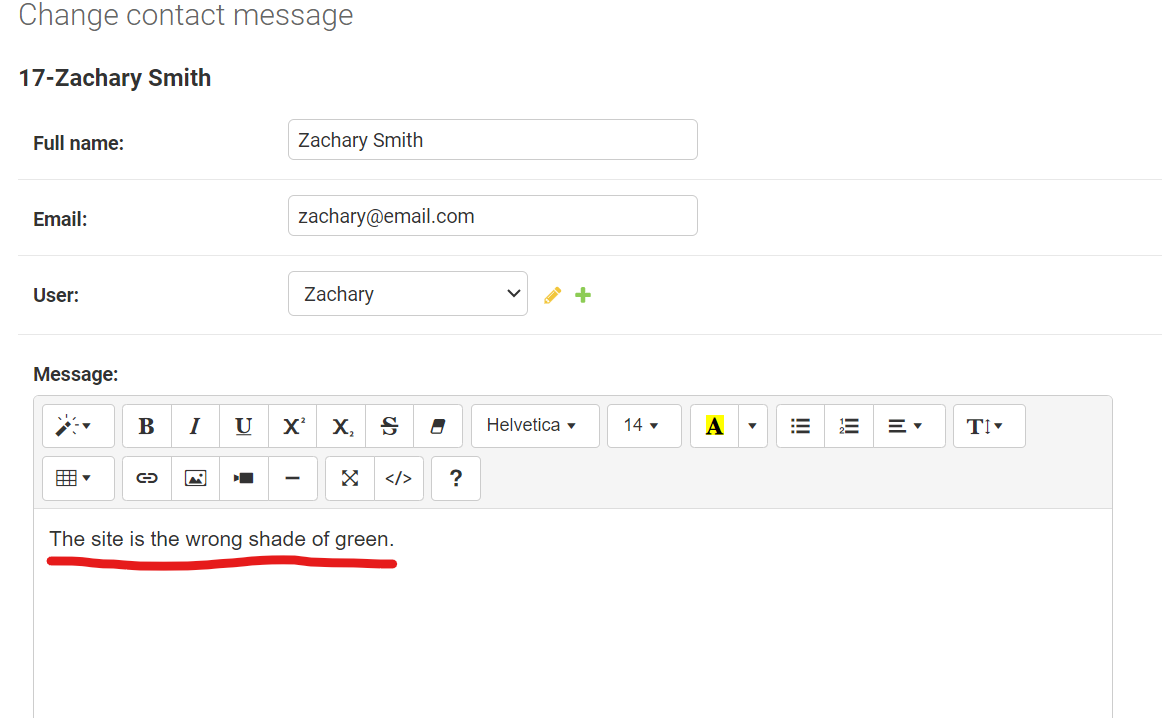 Change contact message
17-Zachary Smith
Full name:
Zachary Smith
Email:
zachary@email.com
User:
Zachary
Message:
B I U X² X₂ S Helvetica 14 A T
</> ?
The site is the wrong shade of green.